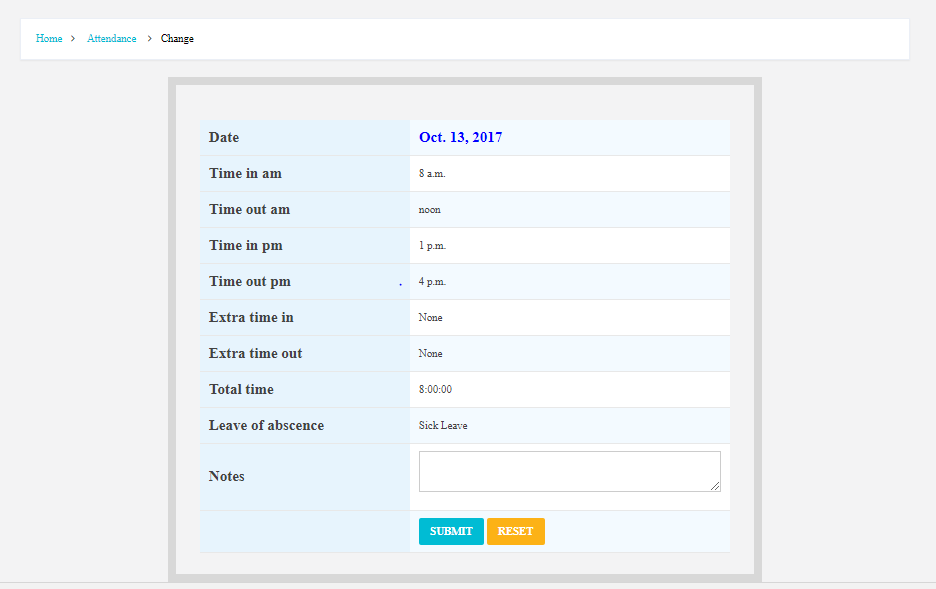 Home > Attendance > Change
Date Oct. 13, 2017
Time in am 8 a.m.
Time out am noon
Time in pm 1 p.m.
Time out pm . 4 p.m.
Extra time in None
Extra time out None
Total time 8:00:00
Leave of abscence Sick Leave
Notes
SUBMIT RESET